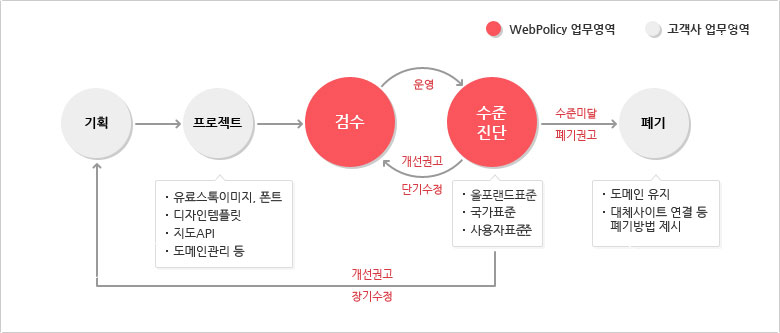 WebPolicy 업무영역
고객사 업무영역
기획
프로젝트
검수
운영
수준
진단
수준미달
폐기권고
폐기
개선권고
단기수정
· 유료스톡이미지, 폰트
· 디자인템플릿
· 지도API
· 도메인관리 등
· 올포랜드표준
· 국가표준
· 사용자표준
· 도메인 유지
· 대체사이트 연결 등
폐기방법 제시
개선권고
장기수정